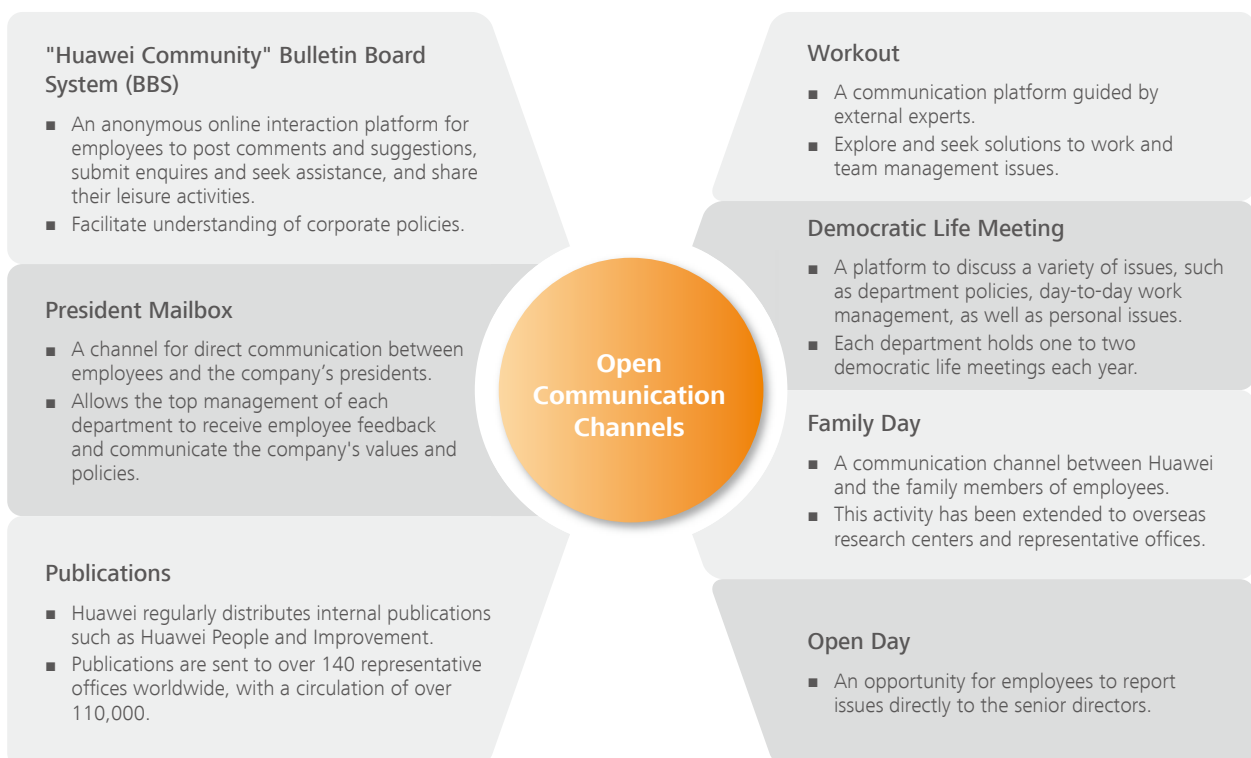 "Huawei Community" Bulletin Board
System (BBS)
■ An anonymous online interaction platform for
employees to post comments and suggestions,
submit enquires and seek assistance, and share
their leisure activities.
■ Facilitate understanding of corporate policies.
President Mailbox
■ A channel for direct communication between
employees and the company’s presidents.
■ Allows the top management of each
department to receive employee feedback
and communicate the company's values and
policies.
Publications
■ Huawei regularly distributes internal publications
such as Huawei People and Improvement.
■ Publications are sent to over 140 representative
offices worldwide, with a circulation of over
110,000.
Open
Communication
Channels
Workout
■ A communication platform guided by
external experts.
■ Explore and seek solutions to work and
team management issues.
Democratic Life Meeting
■ A platform to discuss a variety of issues, such
as department policies, day-to-day work
management, as well as personal issues.
■ Each department holds one to two
democratic life meetings each year.
Family Day
■ A communication channel between Huawei
and the family members of employees.
■ This activity has been extended to overseas
research centers and representative offices.
Open Day
■ An opportunity for employees to report
issues directly to the senior directors.